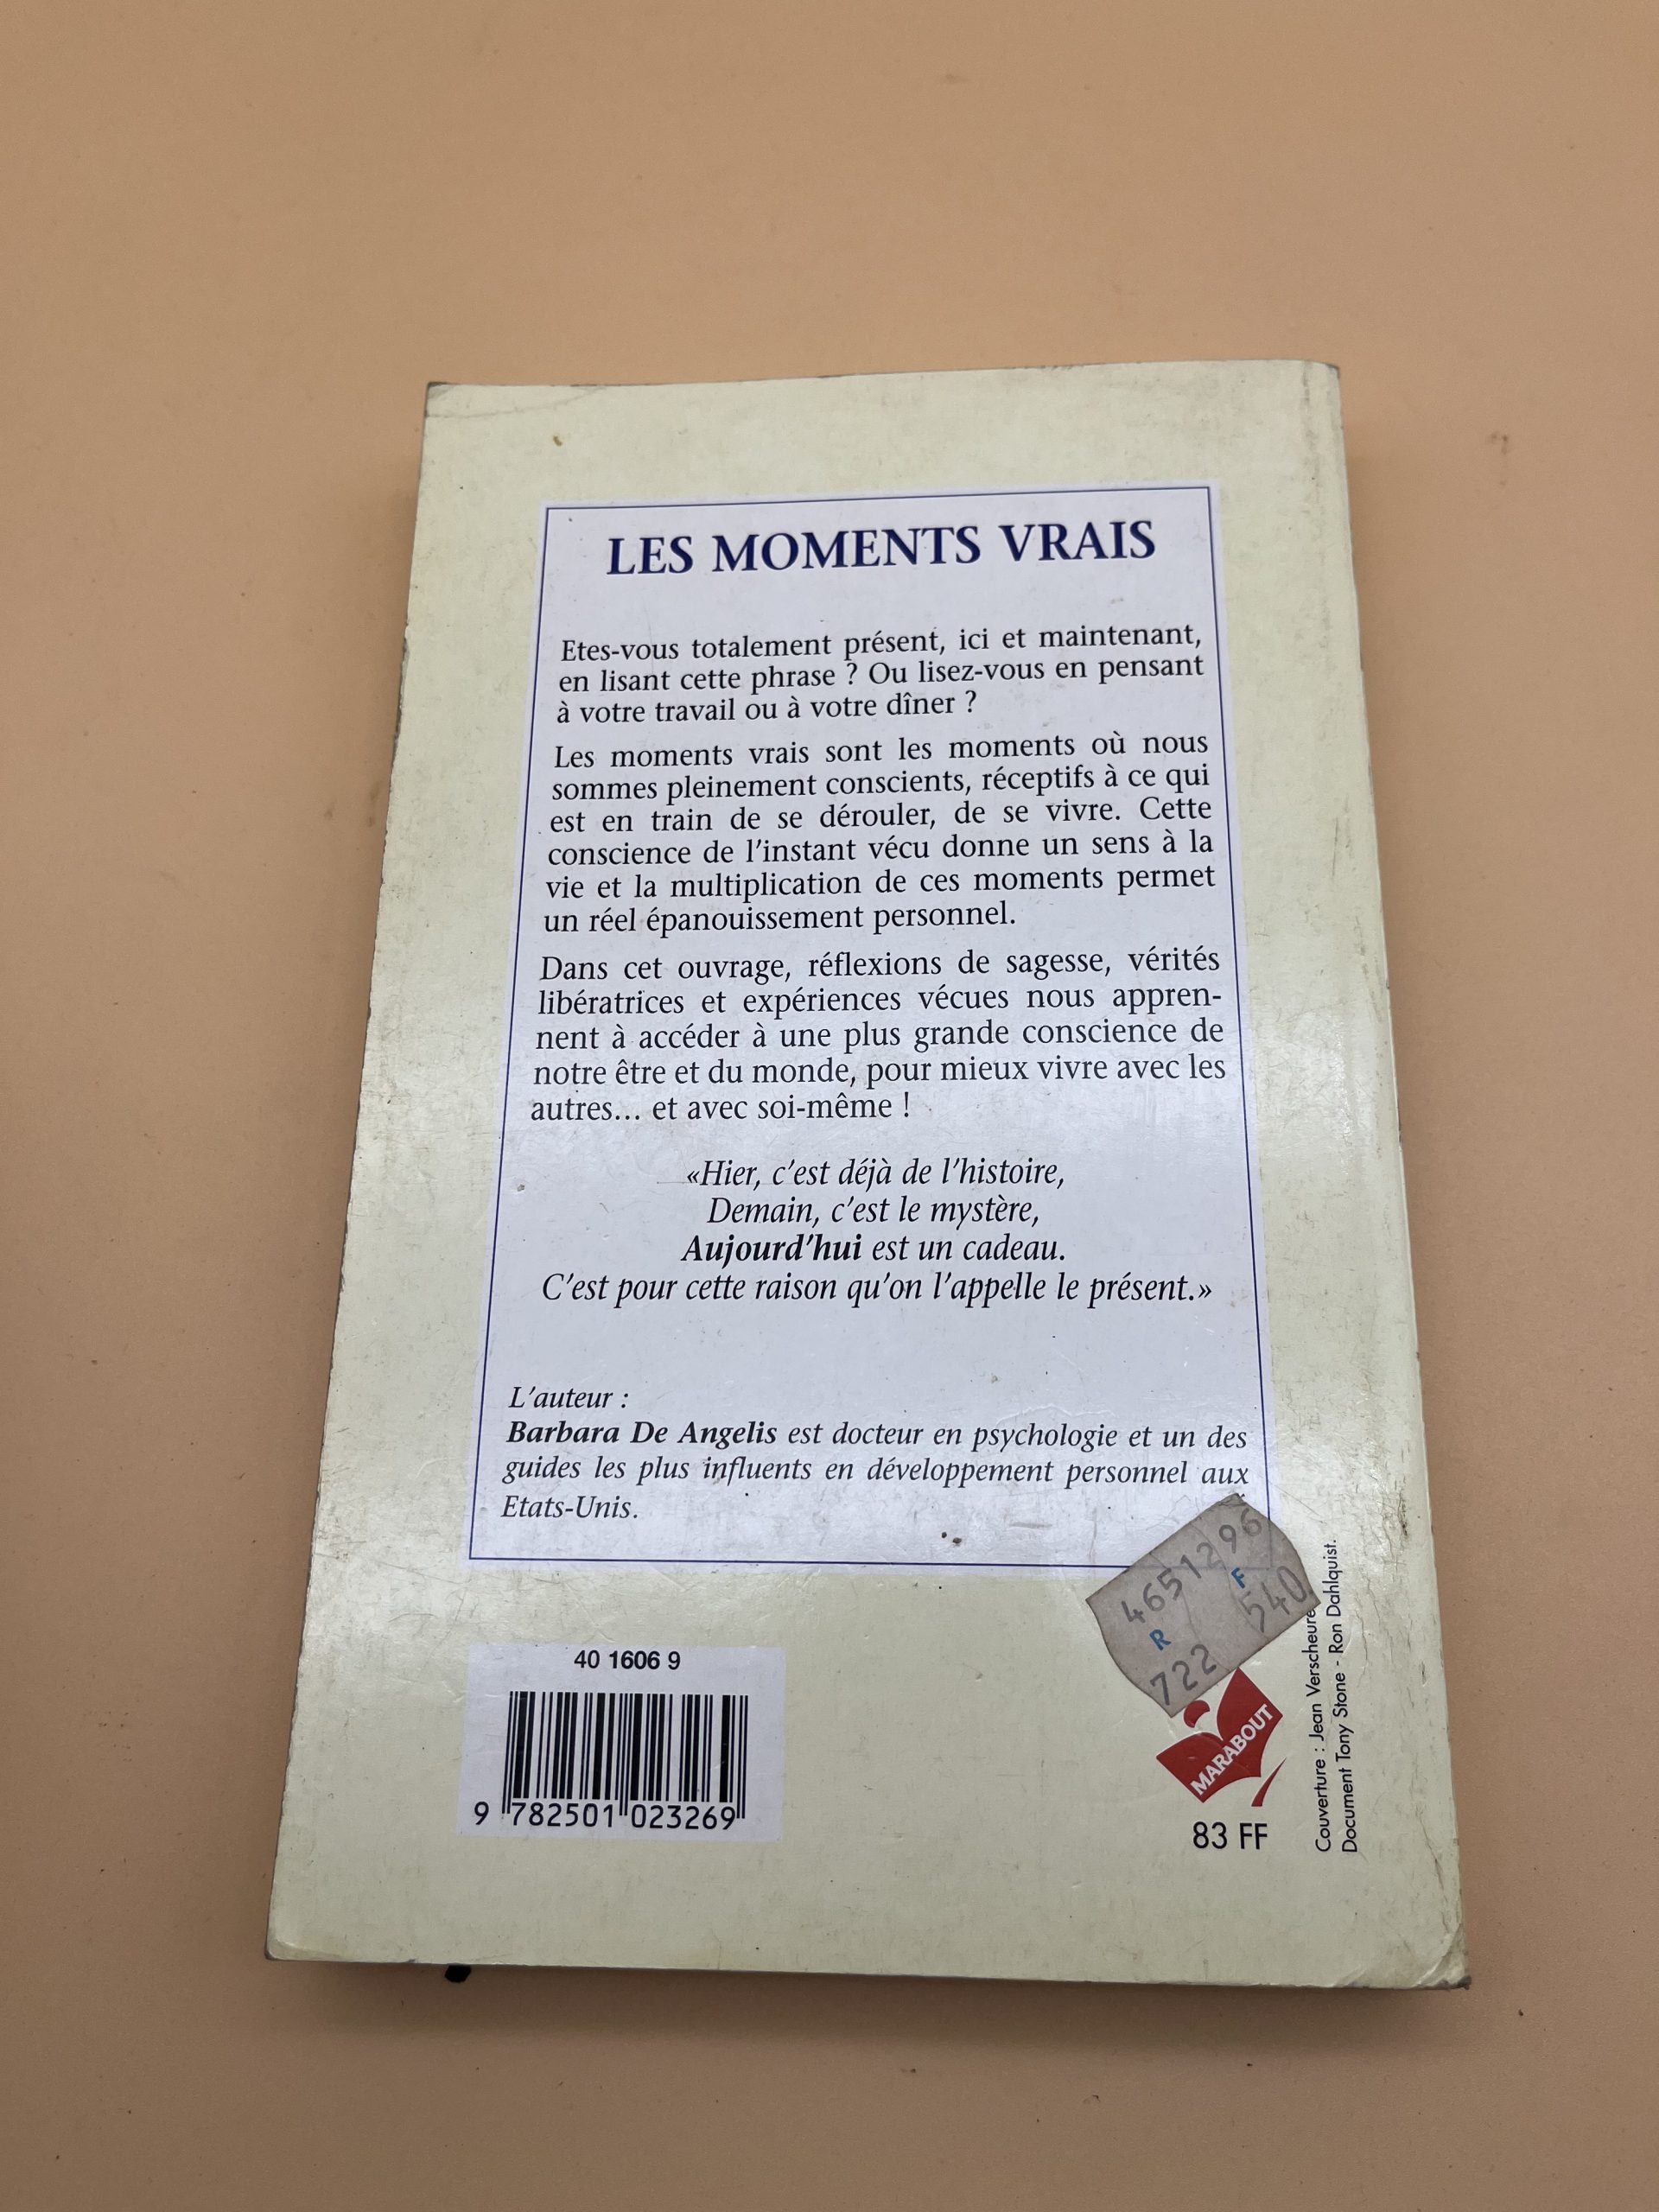 LES MOMENTS VRAIS
Etes-vous totalement présent, ici et maintenant,
en lisant cette phrase ? Ou lisez-vous en pensant
à votre travail ou à votre dîner ?
Les moments vrais sont les moments où nous
sommes pleinement conscients, réceptifs à ce qui
est en train de se dérouler, de se vivre. Cette
conscience de l'instant vécu donne un sens à la
vie et la multiplication de ces moments permet
un réel épanouissement personnel.
Dans cet ouvrage, réflexions de sagesse, vérités
libératrices et expériences vécues nous appren-
nent à accéder à une plus grande conscience de
notre être et du monde, pour mieux vivre avec les
autres... et avec soi-même !
«Hier, c'est déjà de l'histoire,
Demain, c'est le mystère,
Aujourd'hui est un cadeau.
C'est pour cette raison qu'on l'appelle le présent.»
L'auteur :
Barbara De Angelis est docteur en psychologie et un des
guides les plus influents en développement personnel aux
Etats-Unis.
4651296
R F
722 540
40 1606 9
9 782501 023269
MARABOUT
83 FF
Couverture : Jean Verscheure
Document Tony Stone - Ron Dahlquist.